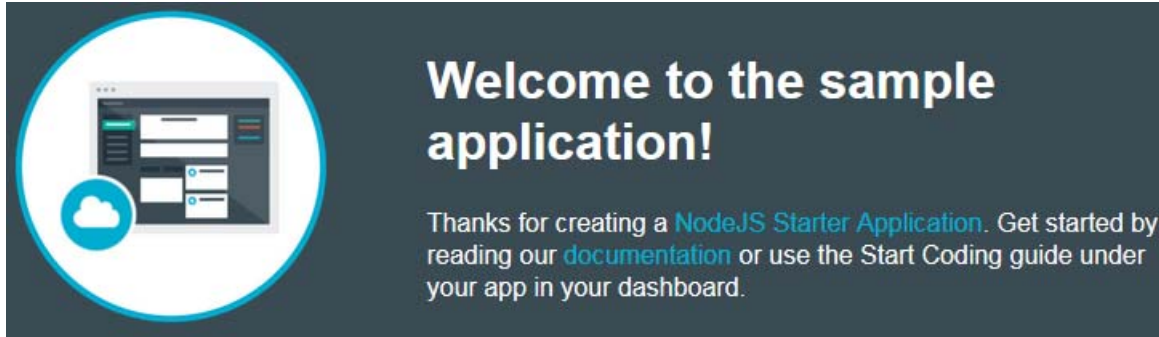 Welcome to the sample
application!
Thanks for creating a NodeJS Starter Application. Get started by
reading our documentation or use the Start Coding guide under
your app in your dashboard.